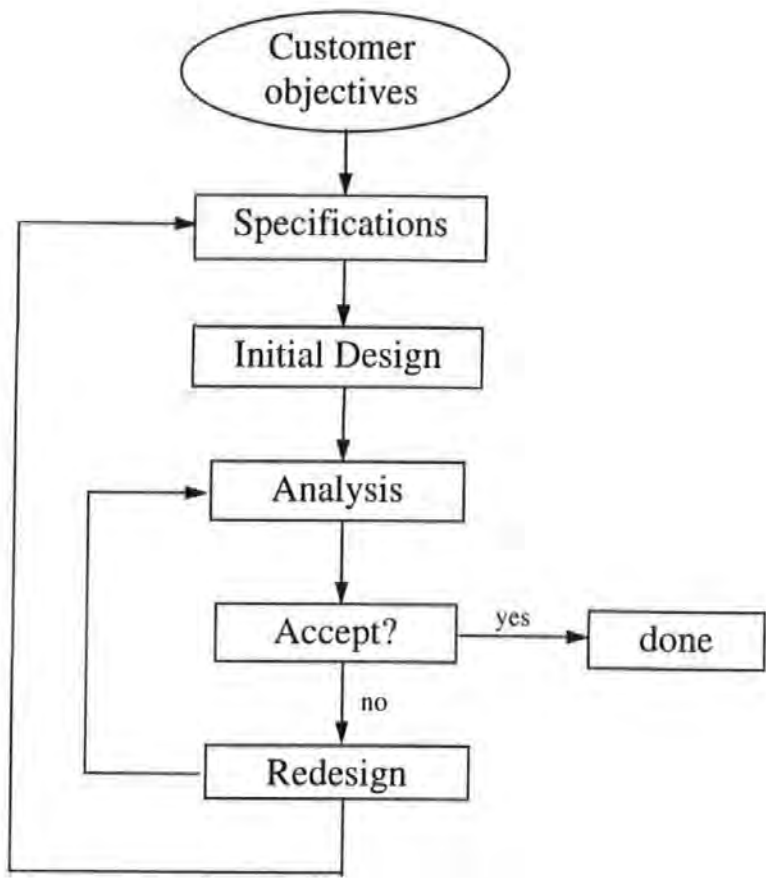 Customer
objectives
Specifications
Initial Design
Analysis
Accept?
yes
done
no
Redesign